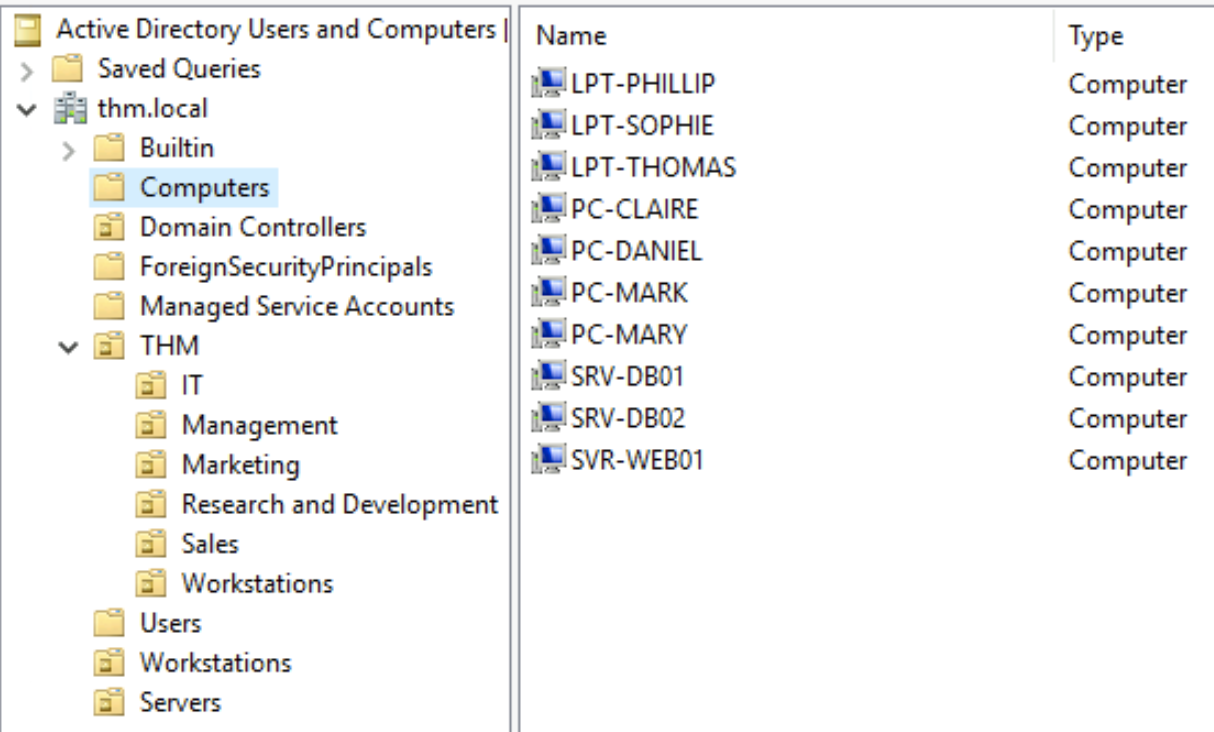 Active Directory Users and Computers
Saved Queries
thm.local
Builtin
Computers
Domain Controllers
ForeignSecurityPrincipals
Managed Service Accounts
THM
IT
Management
Marketing
Research and Development
Sales
Workstations
Users
Workstations
Servers
Name Type
LPT-PHILLIP Computer
LPT-SOPHIE Computer
LPT-THOMAS Computer
PC-CLAIRE Computer
PC-DANIEL Computer
PC-MARK Computer
PC-MARY Computer
SRV-DB01 Computer
SRV-DB02 Computer
SVR-WEB01 Computer